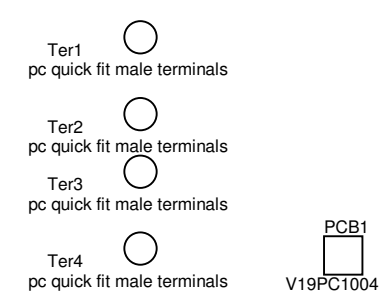 Ter1
pc quick fit male terminals
Ter2
pc quick fit male terminals
Ter3
pc quick fit male terminals
Ter4
pc quick fit male terminals
PCB1
V19PC1004